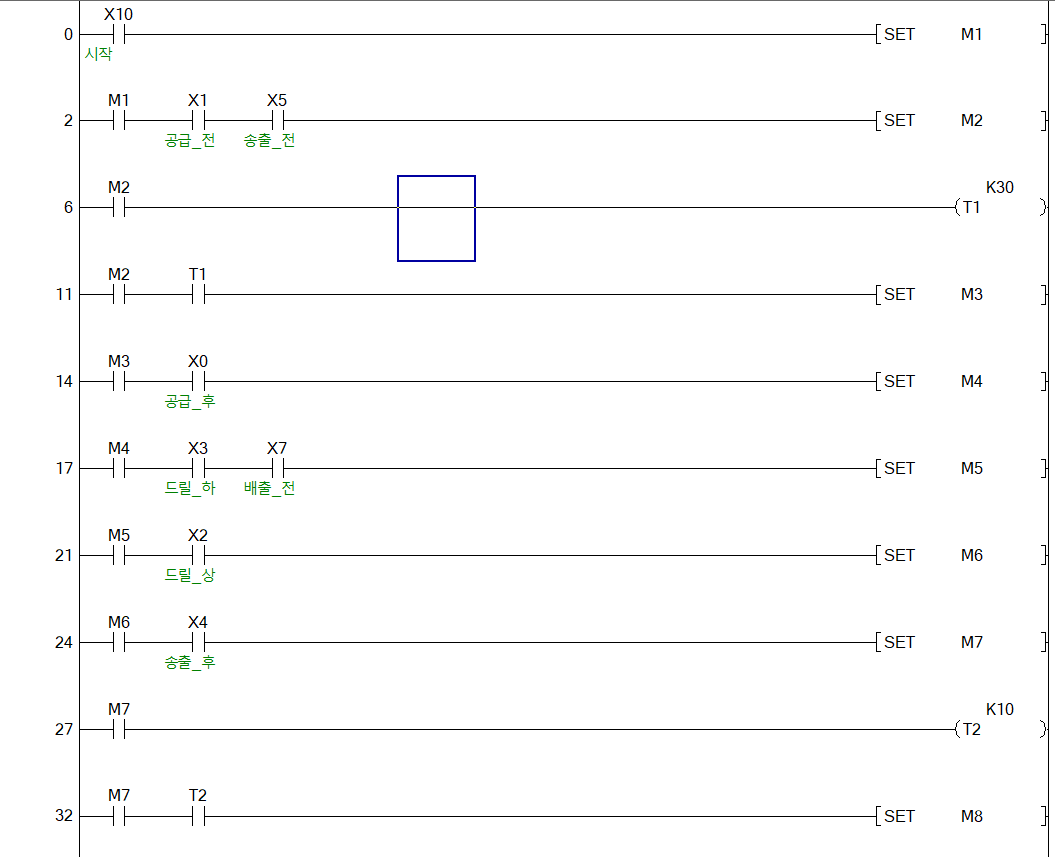 X10
0 [SET M1 ]
시작
M1 X1 X5
2 [SET M2 ]
공급_전 송출_전
M2 K30
6 (T1 )
M2 T1
11 [SET M3 ]
M3 X0
14 [SET M4 ]
공급_후
M4 X3 X7
17 [SET M5 ]
드릴_하 배출_전
M5 X2
21 [SET M6 ]
드릴_상
M6 X4
24 [SET M7 ]
송출_후
M7 K10
27 (T2 )
M7 T2
32 [SET M8 ]